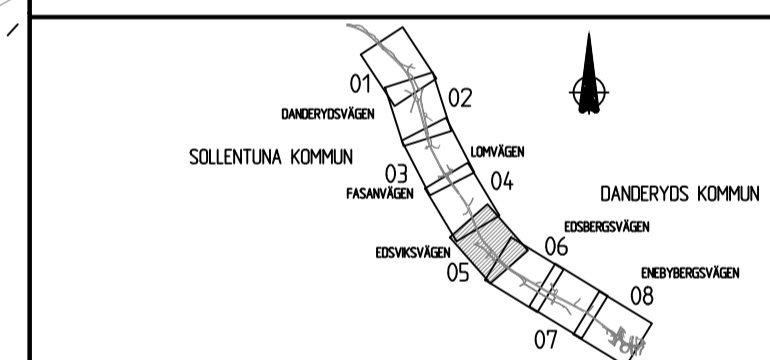 01
02
DANDERYDSVÄGEN
LOMVÄGEN
SOLLENTUNA KOMMUN
03
04
FASANVÄGEN
DANDERYDS KOMMUN
EDSBERGSVÄGEN
06
EDSVIKSVÄGEN
05
ENEBYBERGSVÄGEN
08
07